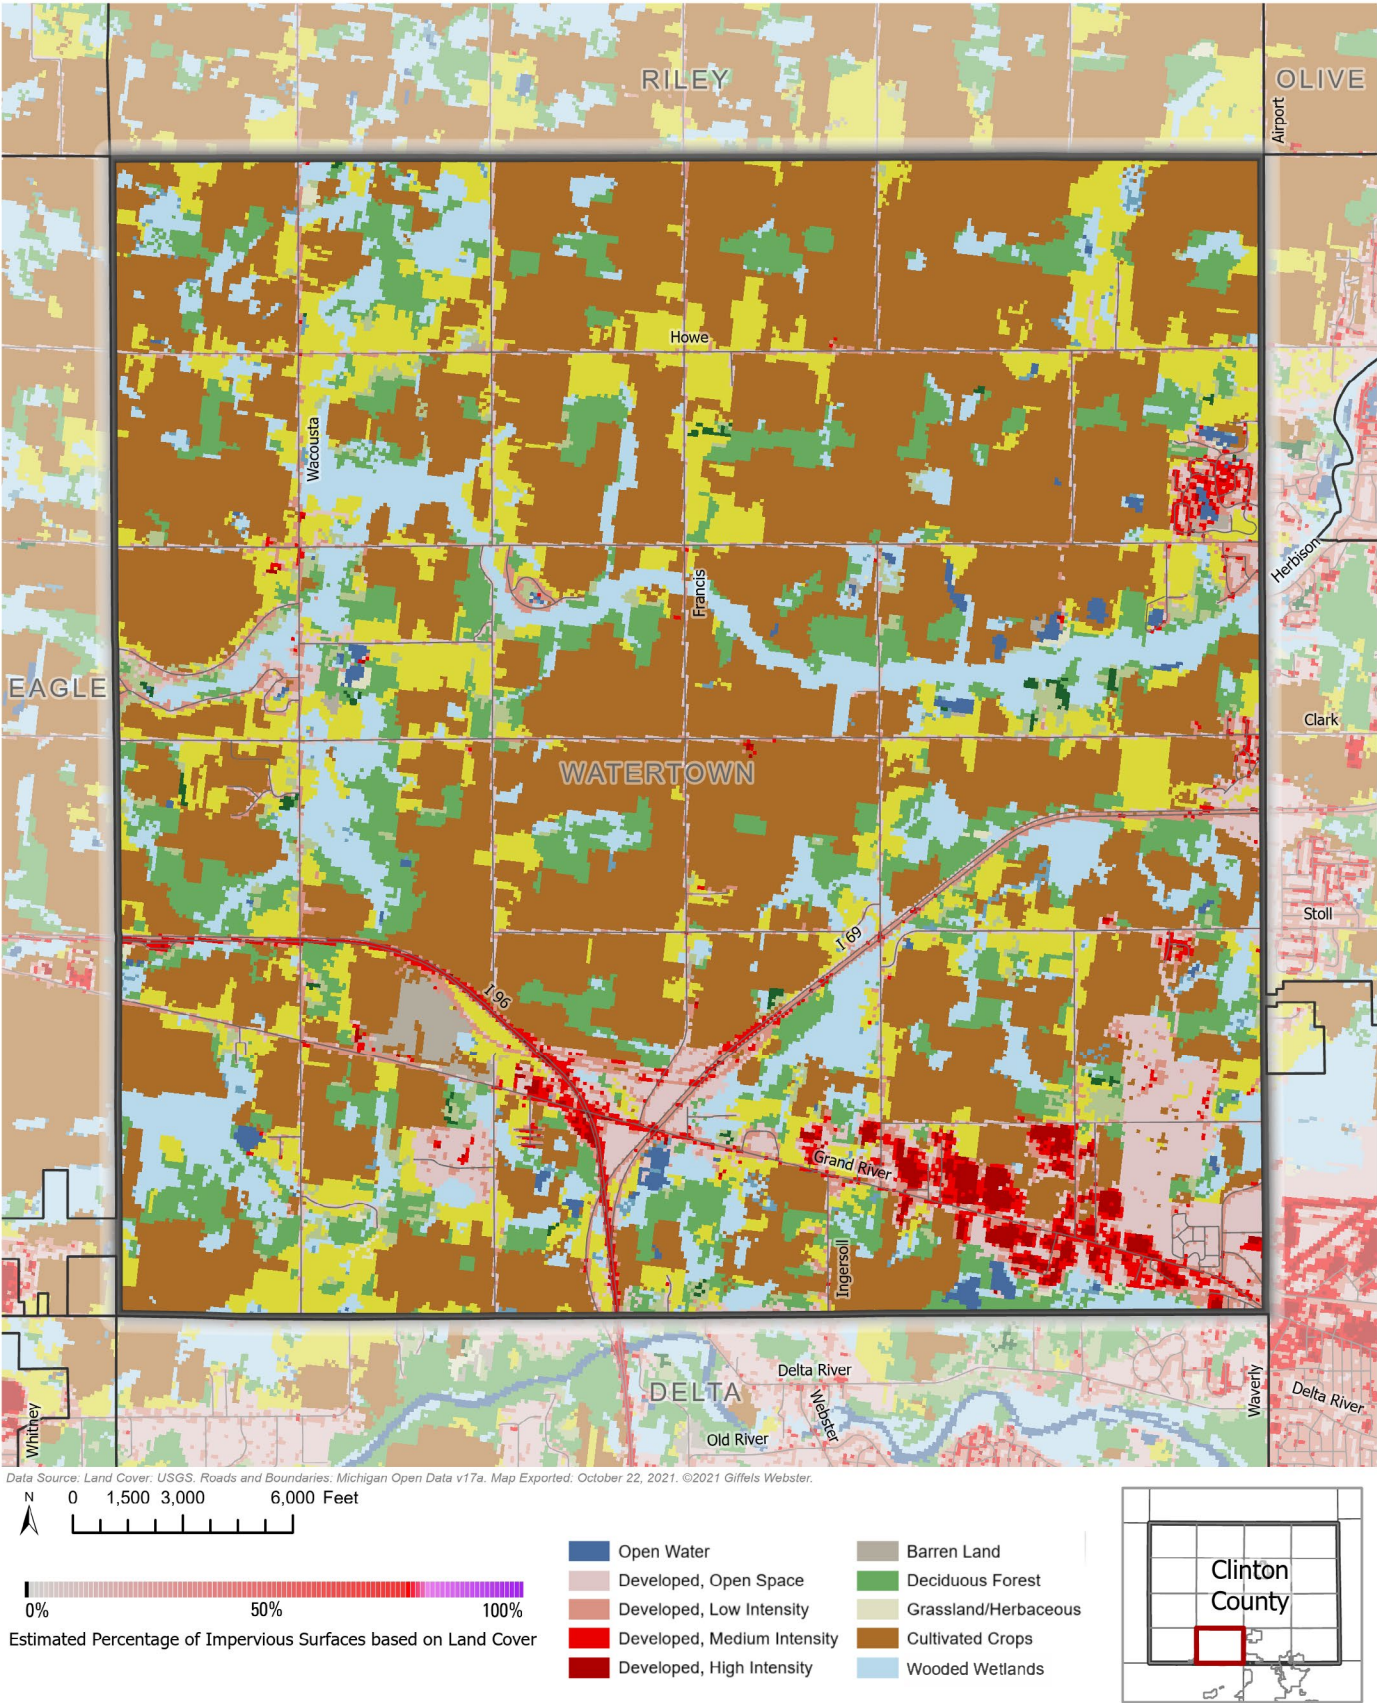 RILEY
OLIVE
Airport
Howe
Wacousta
Francis
Herbison
EAGLE
Clark
WATERTOWN
Stoll
I 69
I 96
Grand River
Ingersoll
Delta River
DELTA
Webster
Waverly
Delta River
Whitney
Old River
Data Source: Land Cover: USGS. Roads and Boundaries: Michigan Open Data v17a. Map Exported: October 22, 2021. ©2021 Giffels Webster.
N
0 1,500 3,000 6,000 Feet
0% 50% 100%
Estimated Percentage of Impervious Surfaces based on Land Cover
Open Water
Developed, Open Space
Developed, Low Intensity
Developed, Medium Intensity
Developed, High Intensity
Barren Land
Deciduous Forest
Grassland/Herbaceous
Cultivated Crops
Wooded Wetlands
Clinton
County